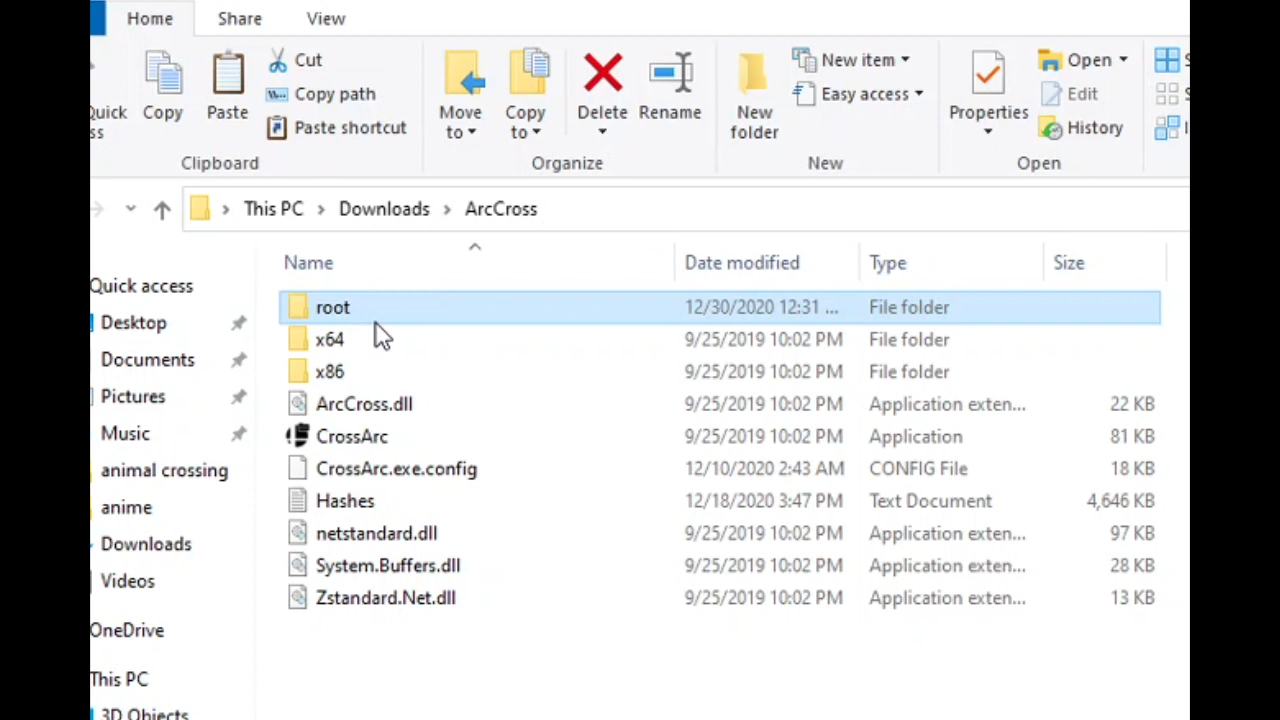 Home Share View
Quick
ss
Copy
Paste
Cut
Copy path
Paste shortcut
Clipboard
Move
to
Copy
to
Delete
Rename
Organize
New
folder
New item
Easy access
New
Properties
Open
Edit
History
Open
S
S
This PC Downloads ArcCross
Name Date modified Type Size
root 12/30/2020 12:31 ... File folder
x64 9/25/2019 10:02 PM File folder
x86 9/25/2019 10:02 PM File folder
ArcCross.dll 9/25/2019 10:02 PM Application exten... 22 KB
CrossArc 9/25/2019 10:02 PM Application 81 KB
CrossArc.exe.config 12/10/2020 2:43 AM CONFIG File 18 KB
Hashes 12/18/2020 3:47 PM Text Document 4,646 KB
netstandard.dll 9/25/2019 10:02 PM Application exten... 97 KB
System.Buffers.dll 9/25/2019 10:02 PM Application exten... 28 KB
Zstandard.Net.dll 9/25/2019 10:02 PM Application exten... 13 KB
Quick access
Desktop
Documents
Pictures
Music
animal crossing
anime
Downloads
Videos
OneDrive
This PC
3D Objects